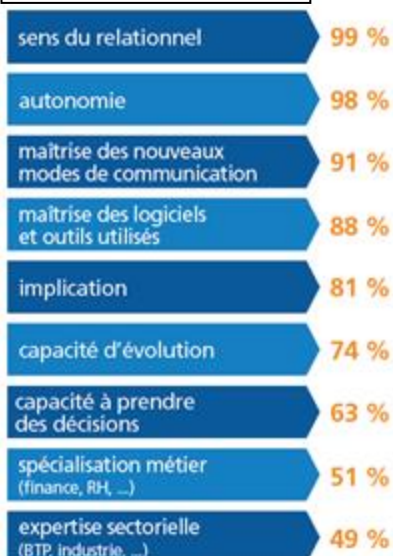 sens du relationnel 99 %
autonomie 98 %
maîtrise des nouveaux
modes de communication 91 %
maîtrise des logiciels
et outils utilisés 88 %
implication 81 %
capacité d'évolution 74 %
capacité à prendre
des décisions 63 %
spécialisation métier
(finance, RH, ...) 51 %
expertise sectorielle
(BTP, industrie, ...) 49 %